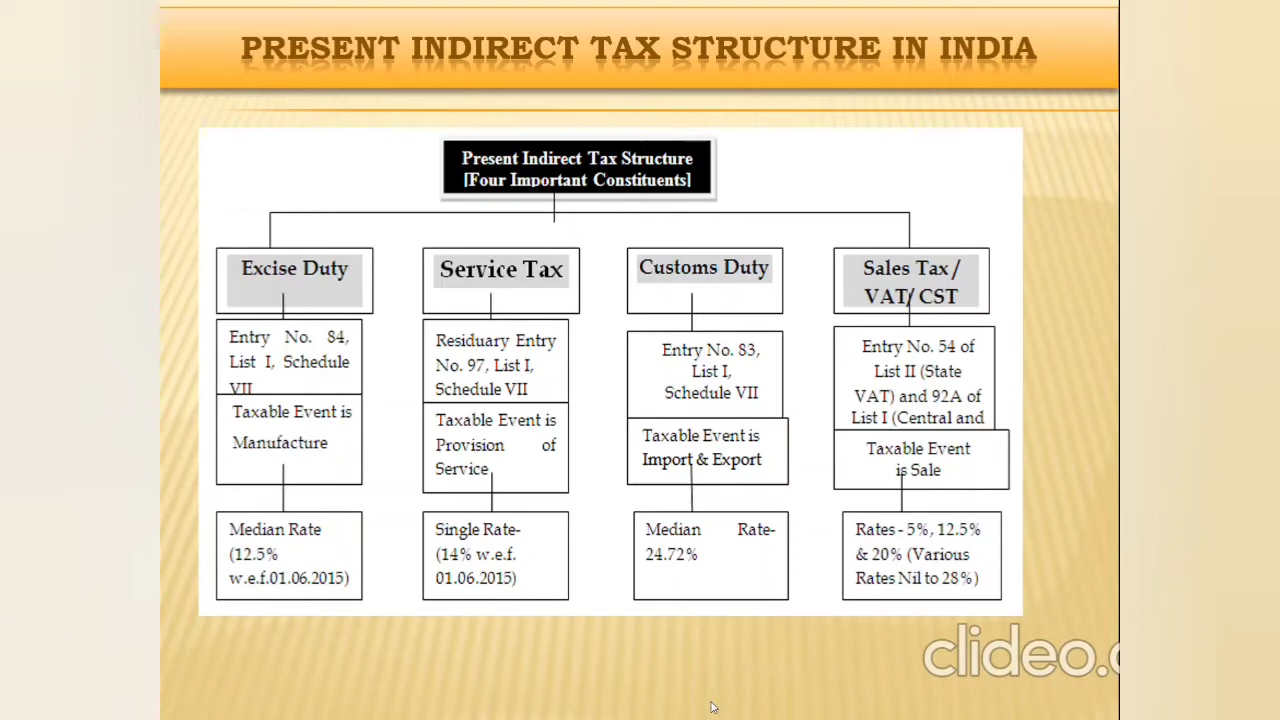 PRESENT INDIRECT TAX STRUCTURE IN INDIA
Present Indirect Tax Structure
[Four Important Constituents]
Excise Duty
Entry No. 84,
List I, Schedule
VII
Taxable Event is
Manufacture
Median Rate
(12.5%
w.e.f.01.06.2015)
Service Tax
Residuary Entry
No. 97, List I,
Schedule VII
Taxable Event is
Provision of
Service
Single Rate-
(14% w.e.f.
01.06.2015)
Customs Duty
Entry No. 83,
List I,
Schedule VII
Taxable Event is
Import & Export
Median Rate-
24.72%
Sales Tax /
VAT/ CST
Entry No. 54 of
List II (State
VAT) and 92A of
List I (Central and
Taxable Event
is Sale
Rates - 5%, 12.5%
& 20% (Various
Rates Nil to 28%)
clideo.